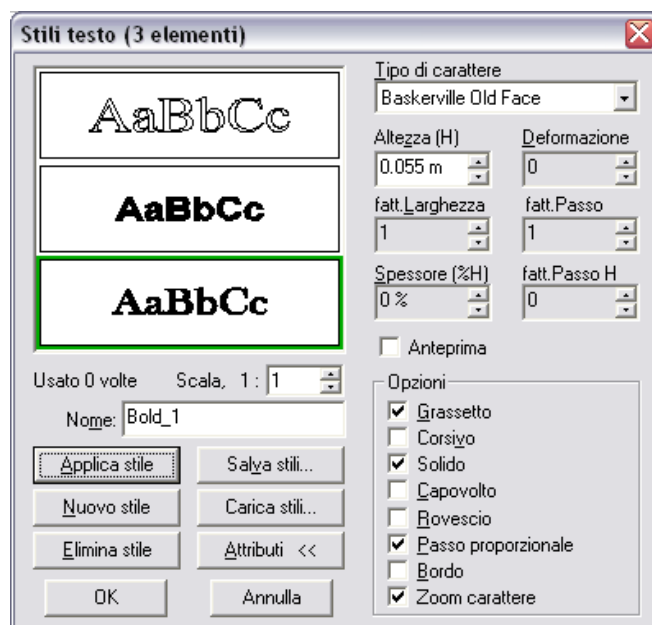 Stili testo (3 elementi)
AaBbCc
AaBbCc
AaBbCc
Usato 0 volte Scala, 1 : 1
Nome: Bold_1
Applica stile Salva stili...
Nuovo stile Carica stili...
Elimina stile Attributi <<
OK Annulla
Tipo di carattere
Baskerville Old Face
Altezza (H) Deformazione
0.055 m 0
fatt.Larghezza fatt.Passo
1 1
Spessore (%H) fatt.Passo H
0 % 0
Anteprima
Opzioni
Grassetto
Corsivo
Solido
Capovolto
Rovescio
Passo proporzionale
Bordo
Zoom carattere